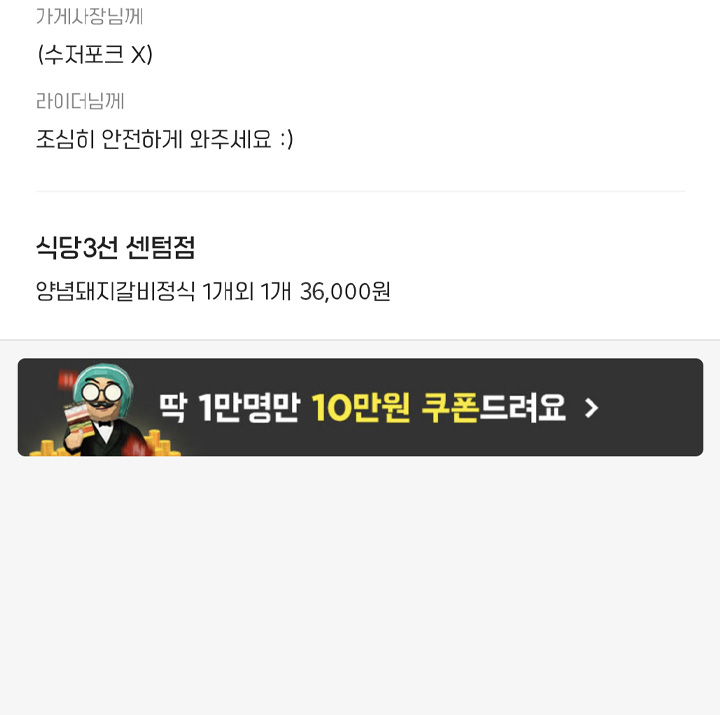 가게사장님께
(수저포크 X)
라이더님께
조심히 안전하게 와주세요 :)
식당3선 센텀점
양념돼지갈비정식 1개외 1개 36,000원
딱 1만명만 10만원 쿠폰드려요 >